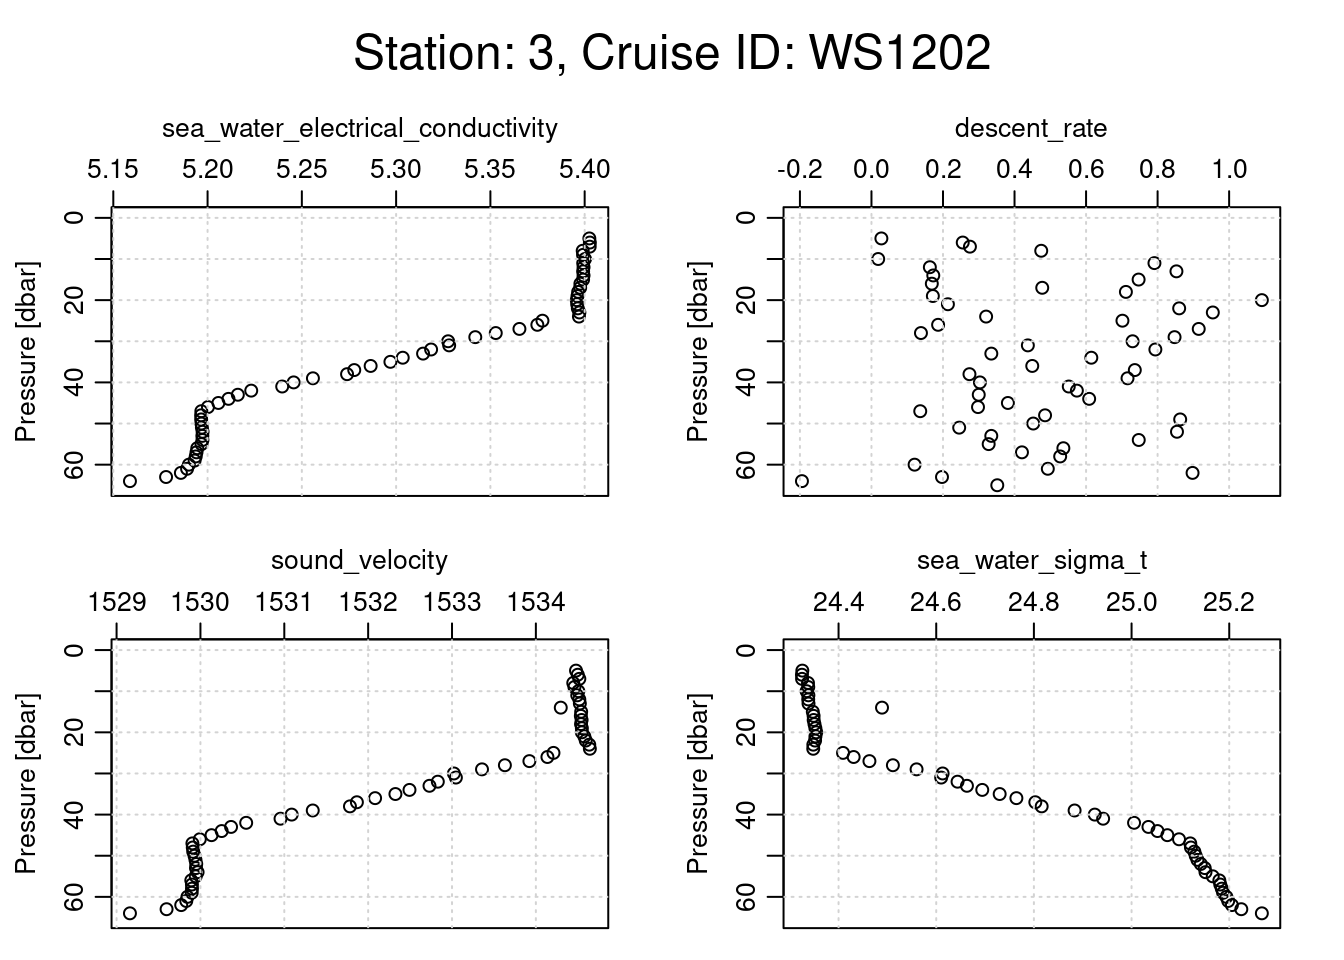 Station: 3, Cruise ID: WS1202
sea_water_electrical_conductivity
5.15 5.20 5.25 5.30 5.35 5.40
Pressure [dbar]
0
20
40
60
descent_rate
-0.2 0.0 0.2 0.4 0.6 0.8 1.0
Pressure [dbar]
0
20
40
60
sound_velocity
1529 1530 1531 1532 1533 1534
Pressure [dbar]
0
20
40
60
sea_water_sigma_t
24.4 24.6 24.8 25.0 25.2
Pressure [dbar]
0
20
40
60